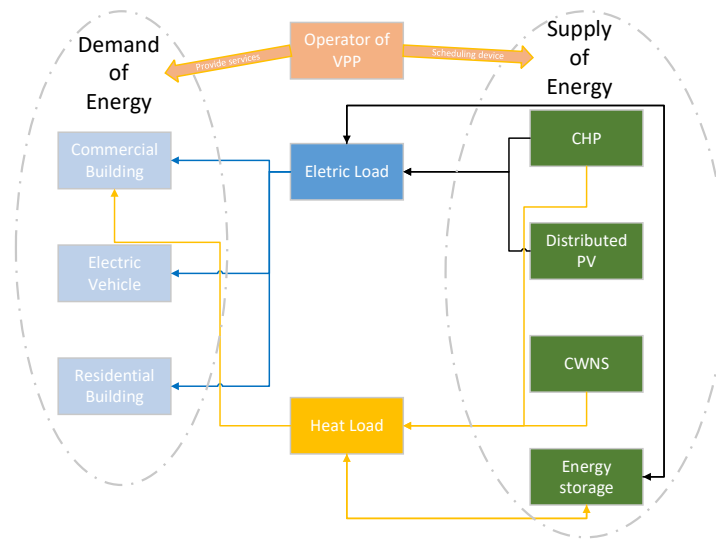 Demand
of
Energy
Provide services
Operator of
VPP
Scheduling device
Supply
of
Energy
Commercial
Building
Eletric Load
CHP
Electric
Vehicle
Distributed
PV
Residential
Building
CWNS
Heat Load
Energy
storage